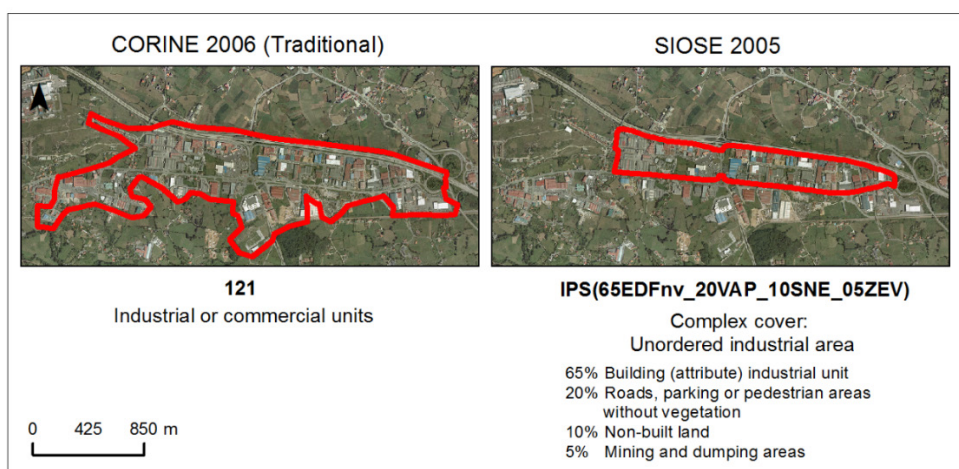 CORINE 2006 (Traditional)
N
121
Industrial or commercial units
0 425 850 m
SIOSE 2005
IPS(65EDFnv_20VAP_10SNE_05ZEV)
Complex cover:
Unordered industrial area
65% Building (attribute) industrial unit
20% Roads, parking or pedestrian areas
without vegetation
10% Non-built land
5% Mining and dumping areas